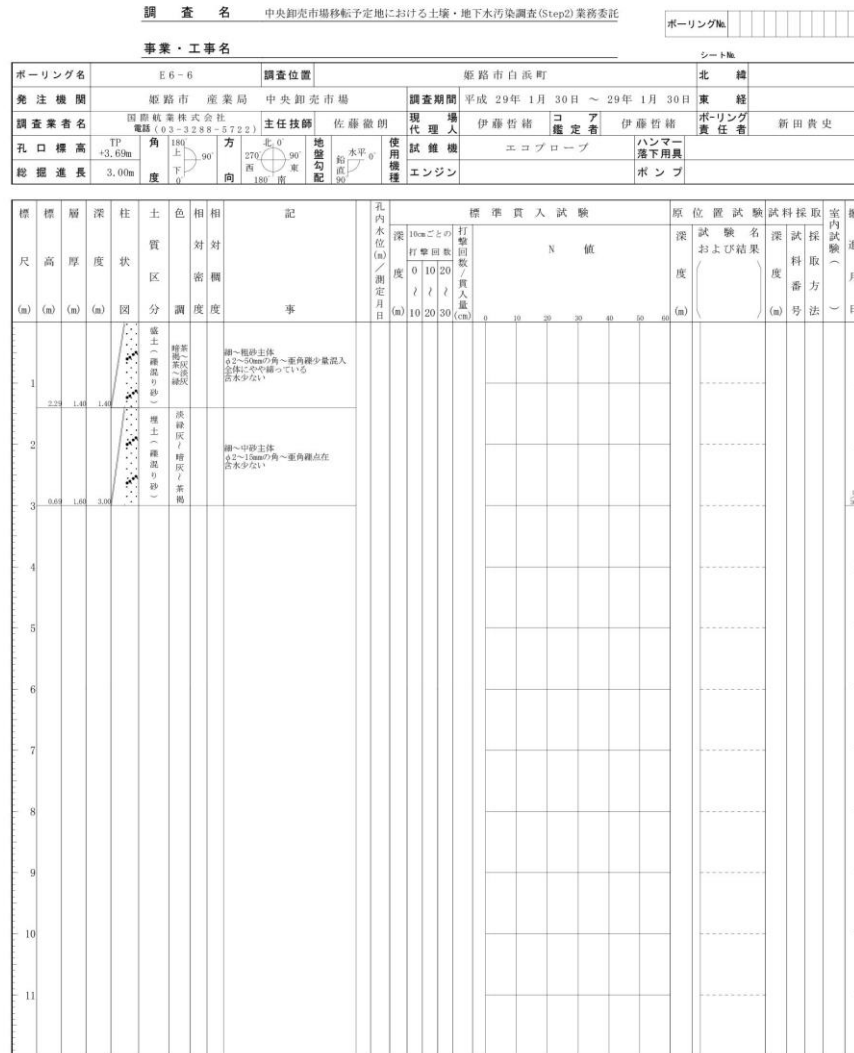 調査名 中央卸売市場移転予定地における土壌・地下水汚染調査(Step2)業務委託
ボーリング№
事業・工事名
シート№
ボーリング名 E6-6 調査位置 姫路市白浜町 北緯
発注機関 姫路市 産業局 中央卸売市場 調査期間 平成 29年 1月 30日 ～ 29年 1月 30日 東経
調査業者名 国際航業株式会社 電話(03-3288-5722) 主任技師 佐藤徹朗 現場代理人 伊藤哲緒 コア鑑定者 伊藤哲緒 ボーリング責任者 新田貴史
孔口標高 TP +3.69m 角度 180° 上 下 0° 90° 方向 北 0° 270° 西 90° 東 180° 南 地盤勾配 水平 0° 鉛直 90° 使用機種 試錐機 エコプローブ ハンマー落下用具
総掘進長 3.00m エンジン ポンプ
標尺(m) 標高(m) 層厚(m) 深度(m) 柱状図 土質区分 色調 相対密度 相対稠度 記事 孔内水位(m)/測定月日 標準貫入試験 原位置試験 試料採取 室内試験()
深度(m) 10cmごとの打撃回数 打撃回数/貫入量(cm) N 値 深度(m) 試験名および結果 深度(m) 試料番号 採取方法
0 10 20
～ ～ ～
10 20 30 0 10 20 30 40 50 60
盛土(礫混り砂) 暗茶褐～茶灰～淡緑灰
細～粗砂主体
φ2～50mmの角～亜角礫少量混入
全体にやや締っている
含水少ない
1
2.29 1.40 1.40
埋土(礫混り砂) 淡緑灰～暗灰～茶褐
2
細～中砂主体
φ2～15mmの角～亜角礫点在
含水少ない
3 0.69 1.60 3.00
4
5
6
7
8
9
10
11